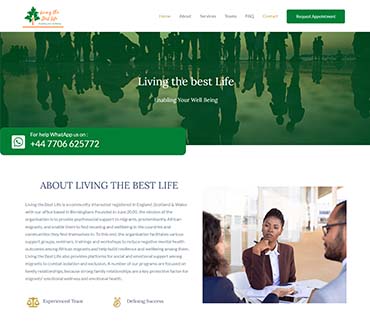 Living the
Best Life
Home About Services Teams FAQ Contact
Request Appointment
Living the best Life
Enabling Your Well Being
For help WhatsApp us on :
+44 7706 625772
ABOUT LIVING THE BEST LIFE
Living the Best Life is a community interest and registered in England (Scotland & Wales
with our office based in Birmingham. Founded in June 2020, the mission of the
organisation is to provide psychosocial support to migrants, predominantly, African
migrants, and enable them to find meaning and wellbeing in the countries and
communities they find themselves in. To this end, the organisation facilitates various
support groups, seminars, trainings and workshops to reduce negative mental health
outcomes among African migrants and help build resilience and wellbeing among them.
Living the Best Life also provides platforms for social and emotional support among
migrants to combat isolation and exclusion. A number of our programs are focused on
family relationships, because strong family relationships are a key protective factor for
migrants' emotional wellness and emotional health.
Experienced Team
Defining Success